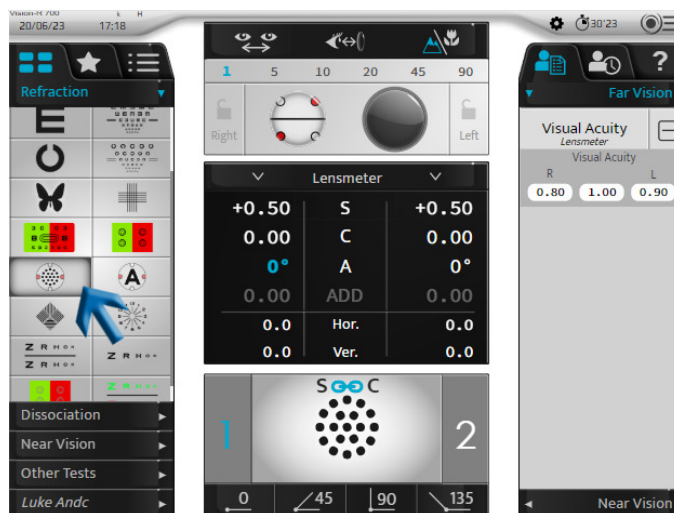 Vision-R 700
20/06/23 17:18
30'23
Refraction
E
A
Z R H O N
Z R H O N
Z R H O N
Dissociation
Near Vision
Other Tests
Luke Andc
1 5 10 20 45 90
Right
Left
Lensmeter
+0.50 S +0.50
0.00 C 0.00
0° A 0°
0.00 ADD 0.00
0.0 Hor. 0.0
0.0 Ver. 0.0
S C
1 2
0 45 90 135
?
Far Vision
Visual Acuity
Lensmeter
Visual Acuity
R L
0.80 1.00 0.90
Near Vision